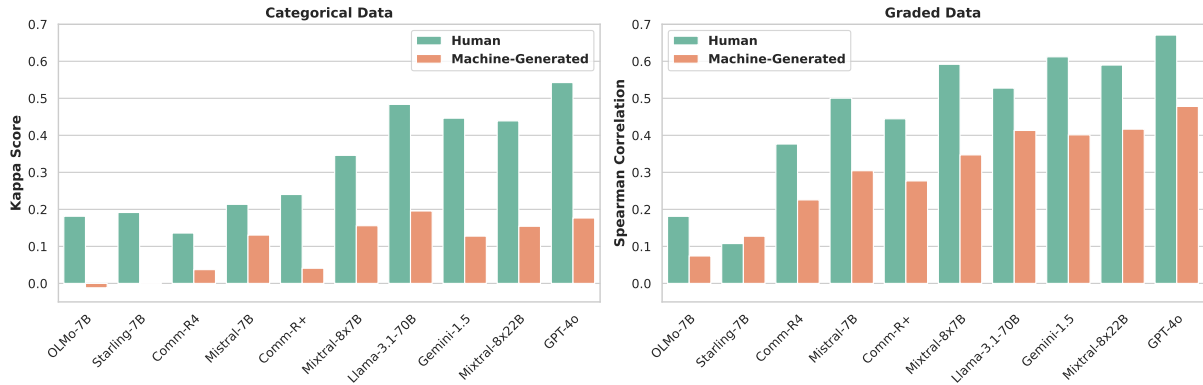 Categorical Data
Kappa Score
0.7
0.6
0.5
0.4
0.3
0.2
0.1
0.0
Human
Machine-Generated
OLMo-7B
Starling-7B
Comm-R4
Mistral-7B
Comm-R+
Mixtral-8x7B
Llama-3.1-70B
Gemini-1.5
Mixtral-8x22B
GPT-4o
Graded Data
Spearman Correlation
0.7
0.6
0.5
0.4
0.3
0.2
0.1
0.0
Human
Machine-Generated
OLMo-7B
Starling-7B
Comm-R4
Mistral-7B
Comm-R+
Mixtral-8x7B
Llama-3.1-70B
Gemini-1.5
Mixtral-8x22B
GPT-4o